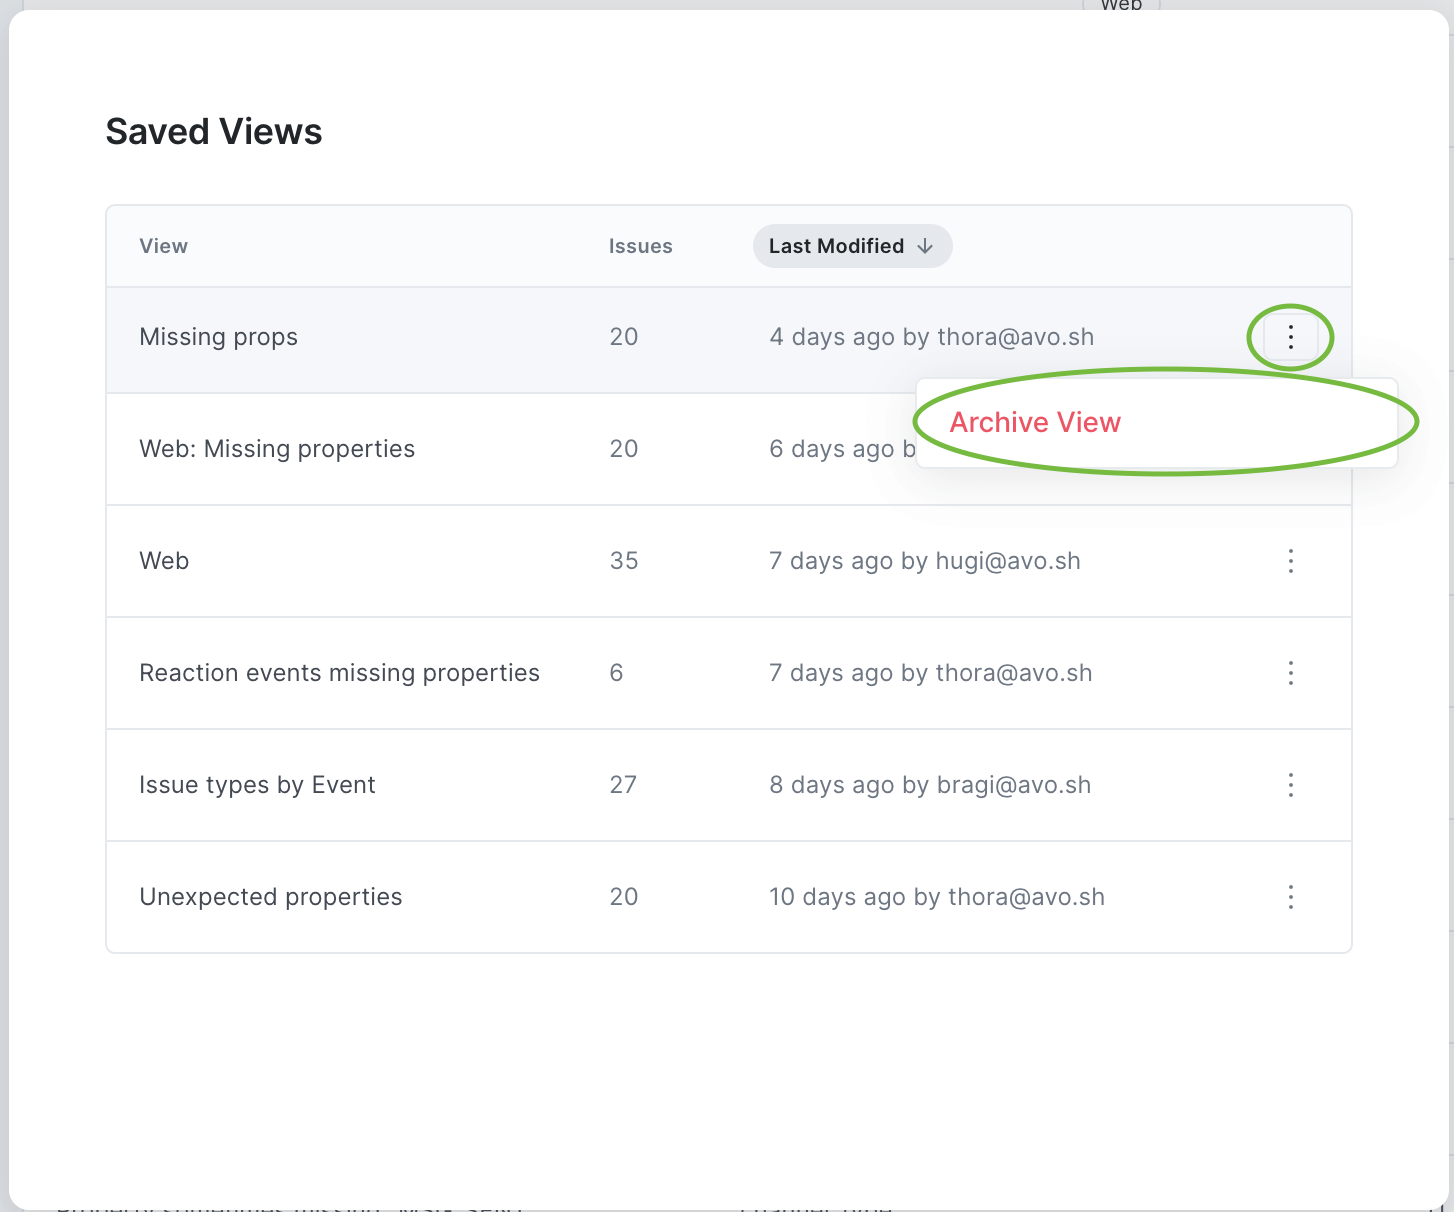 Web
Saved Views
View Issues Last Modified
Missing props 20 4 days ago by thora@avo.sh
Archive View
Web: Missing properties 20 6 days ago
Web 35 7 days ago by hugi@avo.sh
Reaction events missing properties 6 7 days ago by thora@avo.sh
Issue types by Event 27 8 days ago by bragi@avo.sh
Unexpected properties 20 10 days ago by thora@avo.sh